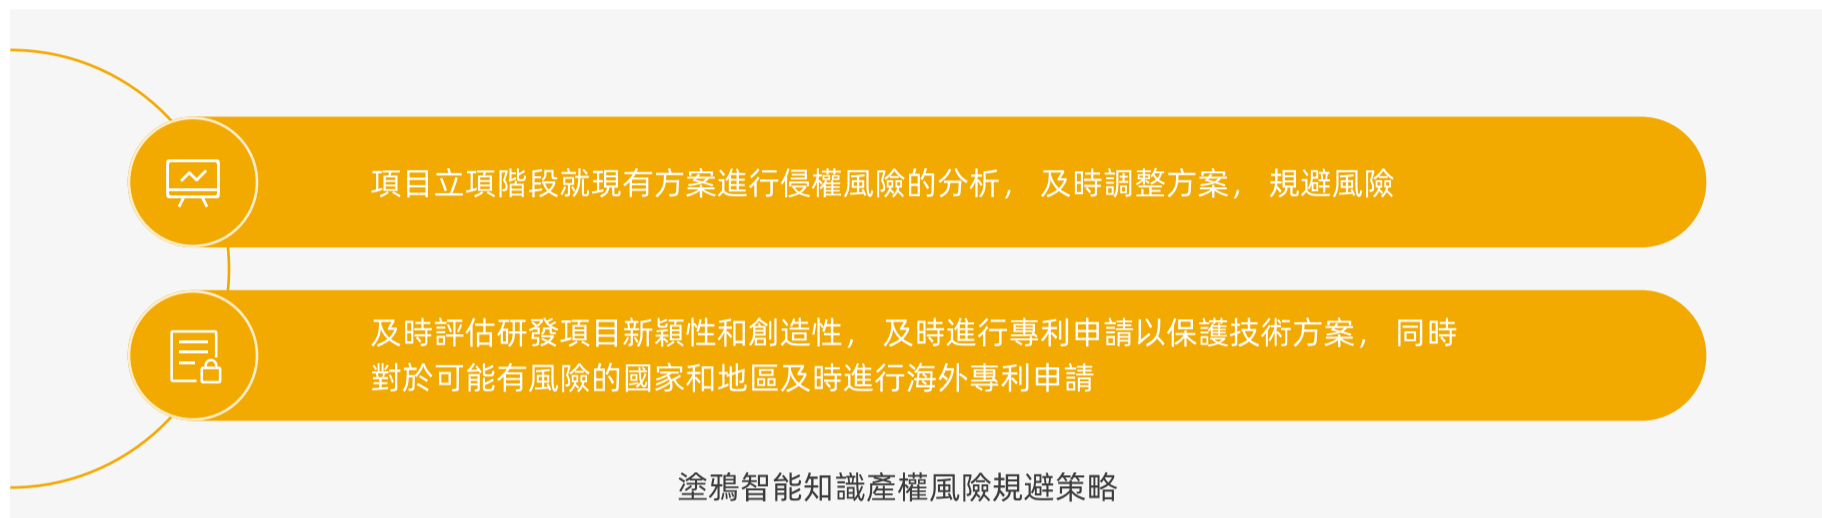 項目立項階段就現有方案進行侵權風險的分析，及時調整方案，規避風險
及時評估研發項目新穎性和創造性，及時進行專利申請以保護技術方案，同時
對於可能有風險的國家和地區及時進行海外專利申請
塗鴉智能知識產權風險規避策略